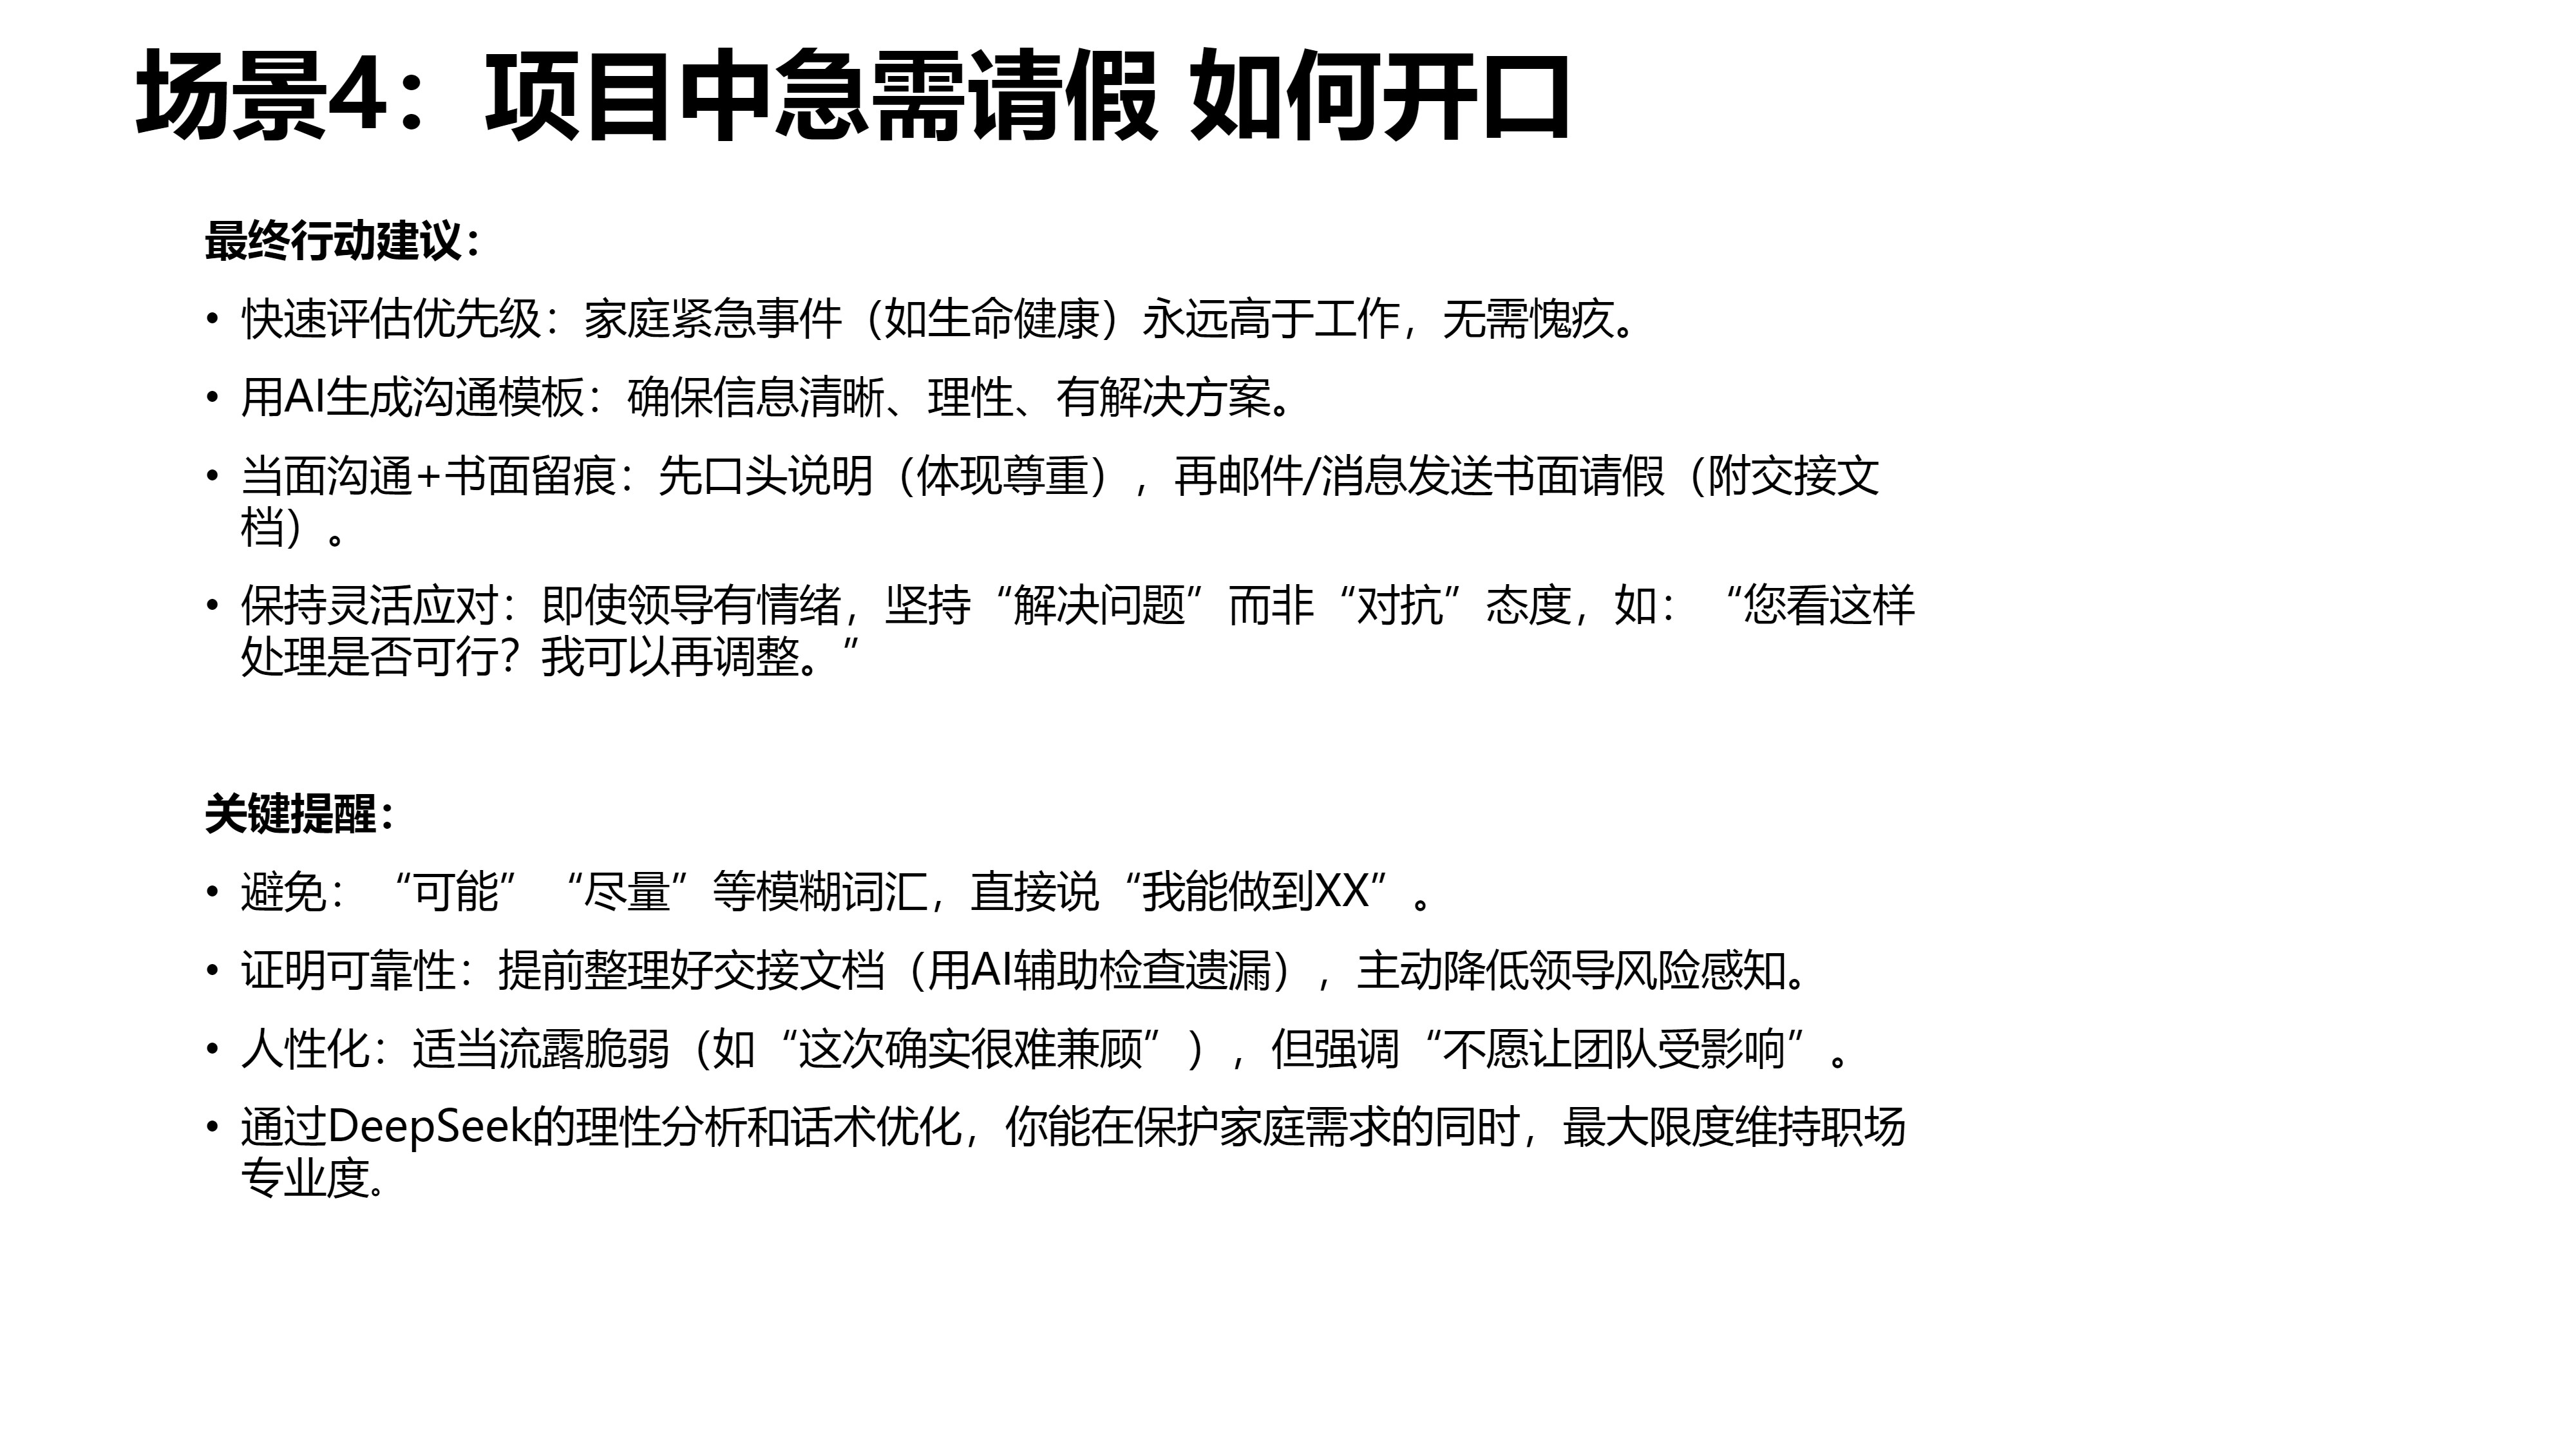 场景4：项目中急需请假 如何开口
最终行动建议：
• 快速评估优先级：家庭紧急事件（如生命健康）永远高于工作，无需愧疚。
• 用AI生成沟通模板：确保信息清晰、理性、有解决方案。
• 当面沟通+书面留痕：先口头说明（体现尊重），再邮件/消息发送书面请假（附交接文
档）。
• 保持灵活应对：即使领导有情绪，坚持“解决问题”而非“对抗”态度，如：“您看这样
处理是否可行？我可以再调整。”
关键提醒：
• 避免：“可能”“尽量”等模糊词汇，直接说“我能做到XX”。
• 证明可靠性：提前整理好交接文档（用AI辅助检查遗漏），主动降低领导风险感知。
• 人性化：适当流露脆弱（如“这次确实很难兼顾”），但强调“不愿让团队受影响”。
• 通过DeepSeek的理性分析和话术优化，你能在保护家庭需求的同时，最大限度维持职场
专业度。